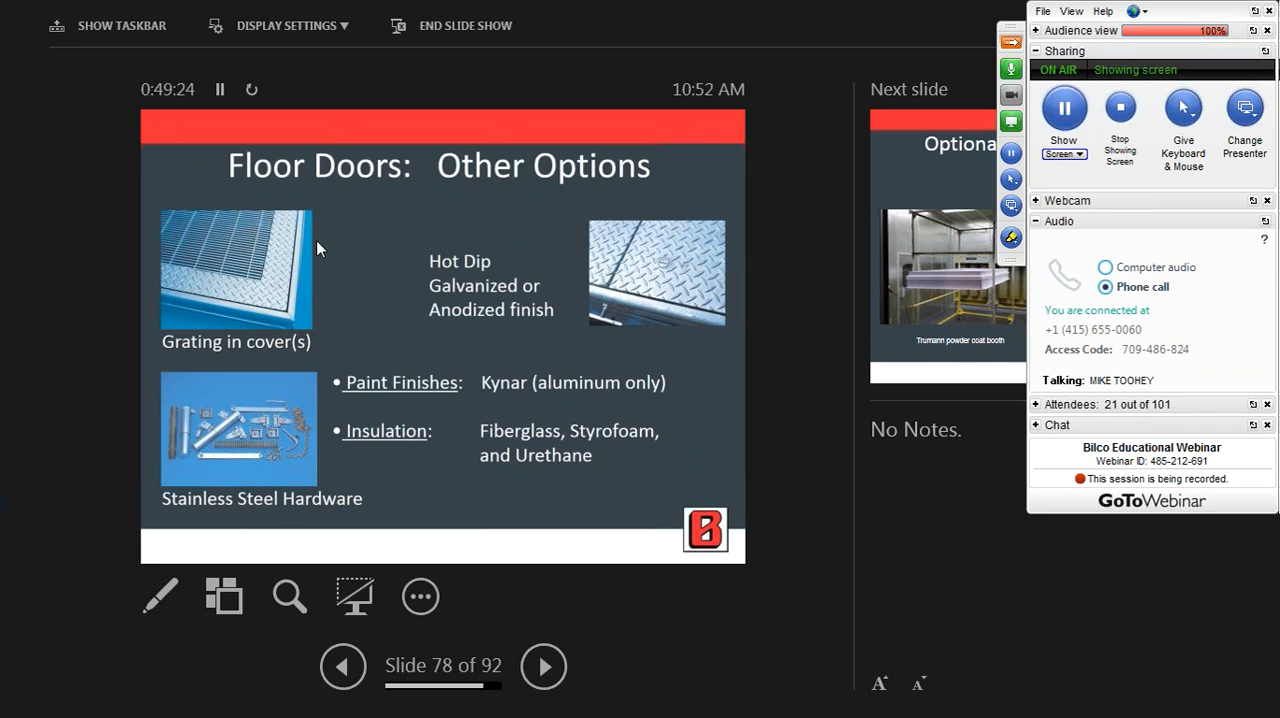 SHOW TASKBAR
DISPLAY SETTINGS ▼
END SLIDE SHOW
0:49:24
10:52 AM
Floor Doors: Other Options
Grating in cover(s)
Hot Dip
Galvanized or
Anodized finish
• Paint Finishes: Kynar (aluminum only)
• Insulation: Fiberglass, Styrofoam,
and Urethane
Stainless Steel Hardware
B
Slide 78 of 92
Next slide
Optiona
Trumann powder coat booth
No Notes.
A A
File View Help
Audience view 100%
Sharing
ON AIR Showing screen
Show
Screen ▼
Stop
Showing
Screen
Give
Keyboard
& Mouse
Change
Presenter
Webcam
Audio
?
Computer audio
Phone call
You are connected at
+1 (415) 655-0060
Access Code: 709-486-824
Talking: MIKE TOOHEY
Attendees: 21 out of 101
Chat
Bilco Educational Webinar
Webinar ID: 485-212-691
This session is being recorded.
GoToWebinar